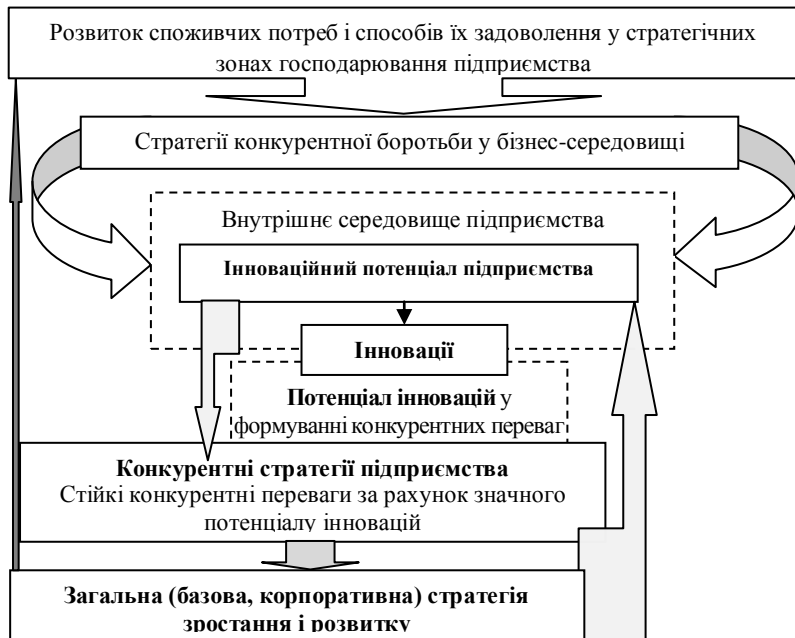 Розвиток споживчих потреб і способів їх задоволення у стратегічних
зонах господарювання підприємства
Стратегії конкурентної боротьби у бізнес-середовищі
Внутрішнє середовище підприємства
Інноваційний потенціал підприємства
Інновації
Потенціал інновацій у
формуванні конкурентних переваг
Конкурентні стратегії підприємства
Стійкі конкурентні переваги за рахунок значного
потенціалу інновацій
Загальна (базова, корпоративна) стратегія
зростання і розвитку